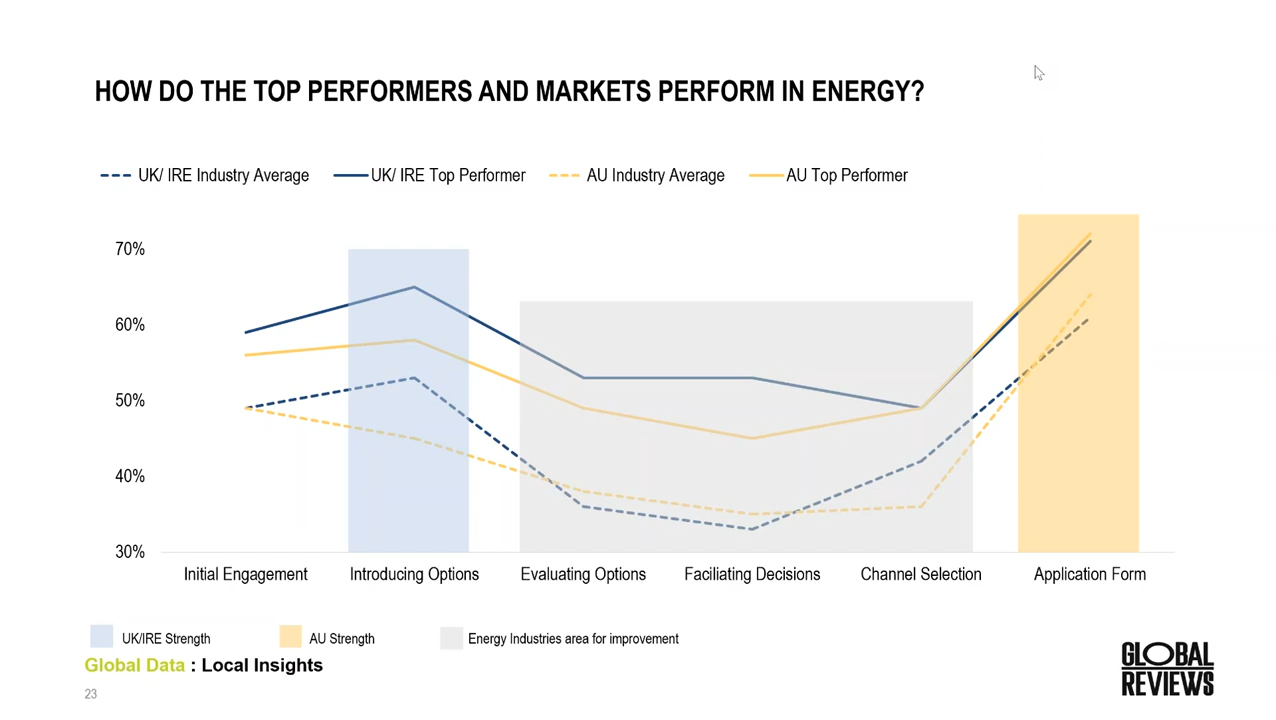 HOW DO THE TOP PERFORMERS AND MARKETS PERFORM IN ENERGY?
UK/ IRE Industry Average
UK/ IRE Top Performer
AU Industry Average
AU Top Performer
70%
60%
50%
40%
30%
Initial Engagement
Introducing Options
Evaluating Options
Faciliating Decisions
Channel Selection
Application Form
UK/IRE Strength
AU Strength
Energy Industries area for improvement
Global Data : Local Insights
23
GLOBAL
REVIEWS